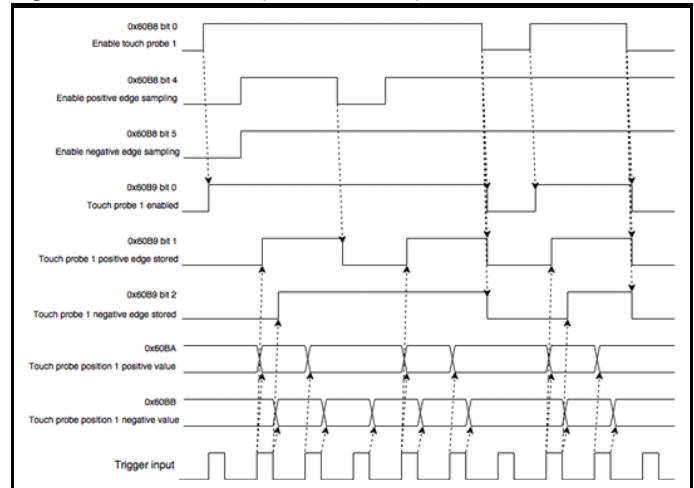 0x60B8 bit 0
Enable touch probe 1
0x60B8 bit 4
Enable positive edge sampling
0x60B8 bit 5
Enable negative edge sampling
0x60B9 bit 0
Touch probe 1 enabled
0x60B9 bit 1
Touch probe 1 positive edge stored
0x60B9 bit 2
Touch probe 1 negative edge stored
0x60BA
Touch probe position 1 positive value
0x60BB
Touch probe position 1 negative value
Trigger input